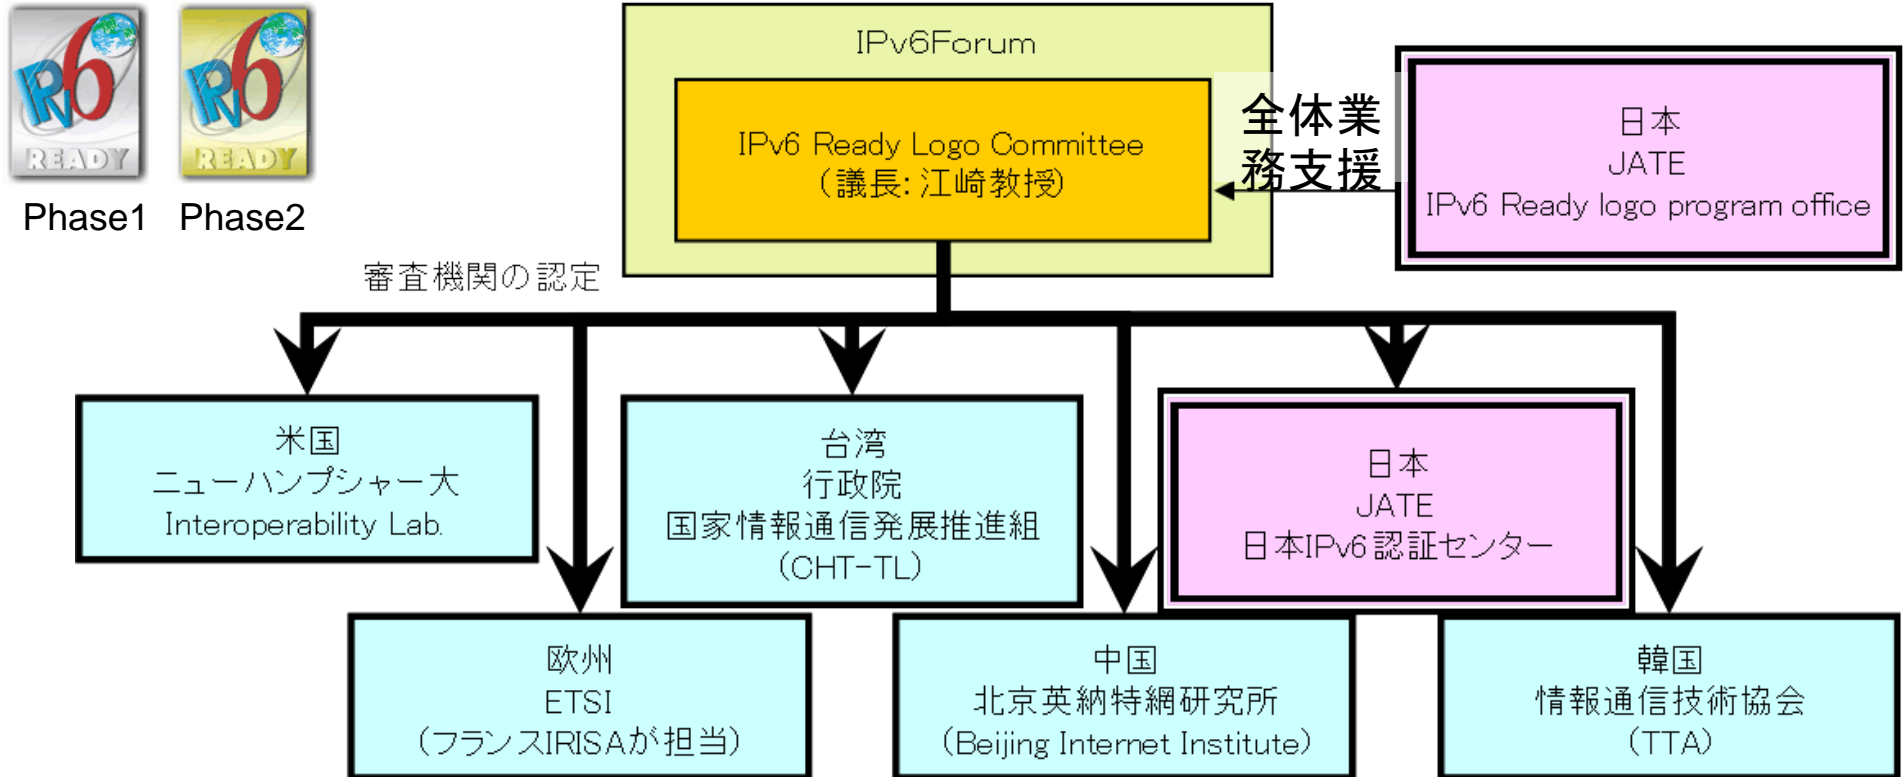 IPv6
READY
IPv6
READY
Phase1
Phase2
IPv6Forum
IPv6 Ready Logo Committee
(議長: 江崎教授)
全体業
務支援
日本
JATE
IPv6 Ready logo program office
審査機関の認定
米国
ニューハンプシャー大
Interoperability Lab.
台湾
行政院
国家情報通信発展推進組
(CHT-TL)
日本
JATE
日本IPv6認証センター
欧州
ETSI
(フランスIRISAが担当)
中国
北京英納特網研究所
(Beijing Internet Institute)
韓国
情報通信技術協会
(TTA)